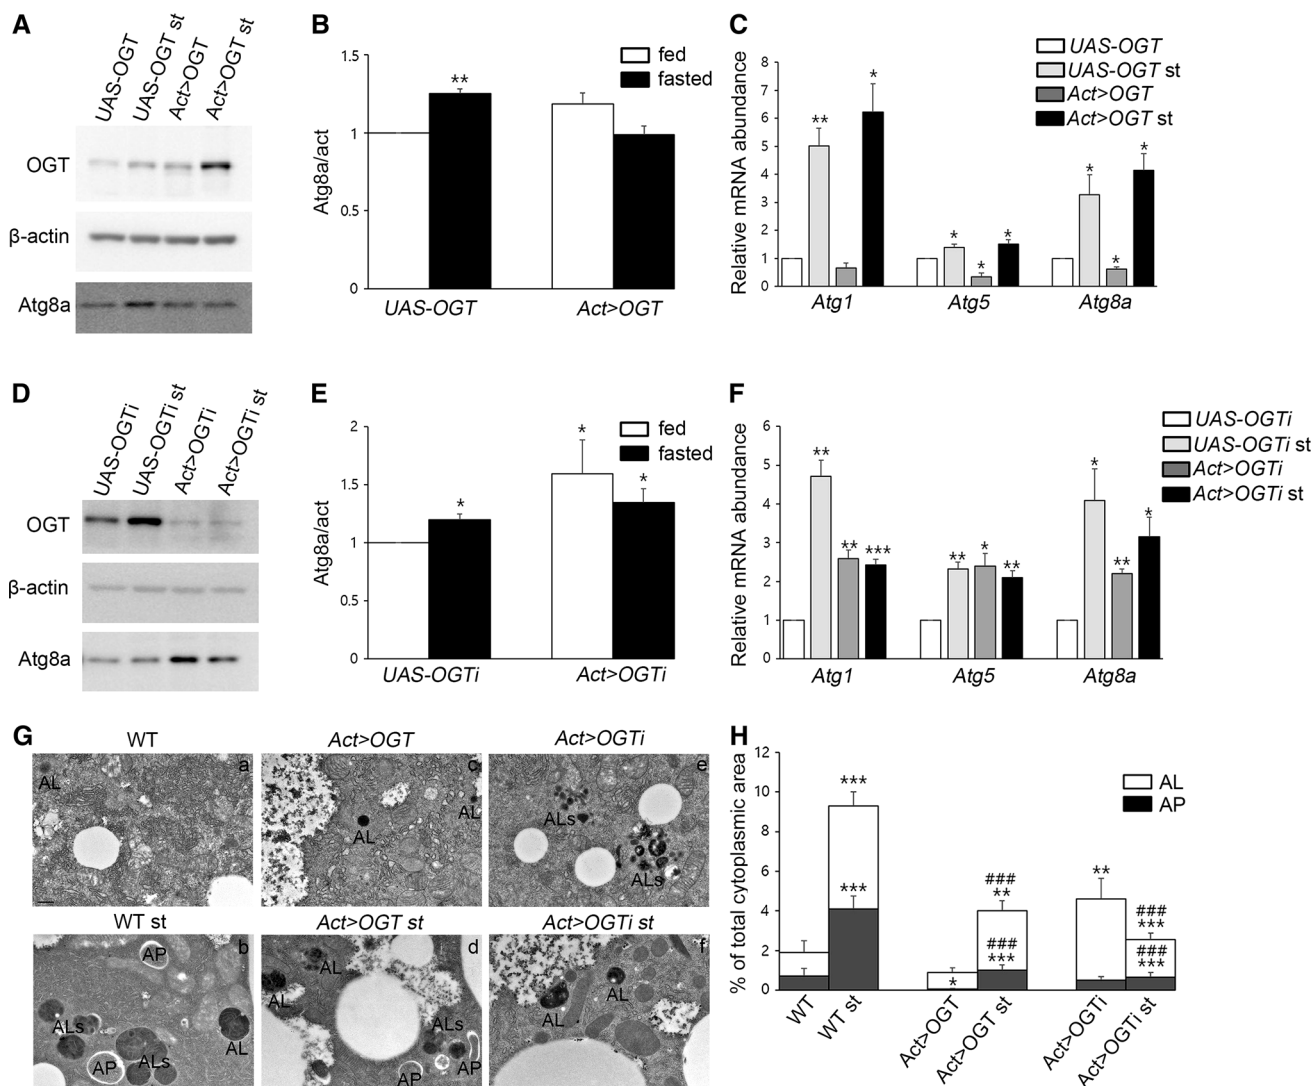 A
UAS-OGT
UAS-OGT st
Act>OGT
Act>OGT st
OGT
β-actin
Atg8a
B
1.5
1
0.5
0
Atg8a/act
fed
fasted
**
UAS-OGT
Act>OGT
C
UAS-OGT
UAS-OGT st
Act>OGT
Act>OGT st
Relative mRNA abundance
8
7
6
5
4
3
2
1
0
**
*
*
*
*
*
*
*
Atg1
Atg5
Atg8a
D
UAS-OGTi
UAS-OGTi st
Act>OGTi
Act>OGTi st
OGT
β-actin
Atg8a
E
2
1.5
1
0.5
0
Atg8a/act
fed
fasted
*
*
*
UAS-OGTi
Act>OGTi
F
UAS-OGTi
UAS-OGTi st
Act>OGTi
Act>OGTi st
Relative mRNA abundance
6
5
4
3
2
1
0
**
**
***
**
*
**
*
**
*
Atg1
Atg5
Atg8a
G
WT
Act>OGT
Act>OGTi
a
AL
c
AL
AL
e
ALs
ALs
WT st
Act>OGT st
Act>OGTi st
b
AP
ALs
AP
ALs
AL
d
AL
AL
ALs
AP
AP
f
AL
AL
H
% of total cytoplasmic area
12
10
8
6
4
2
0
AL
AP
***
***
*
###
**
###
***
**
###
***
###
***
WT
WT st
Act>OGT
Act>OGT st
Act>OGTi
Act>OGTi st